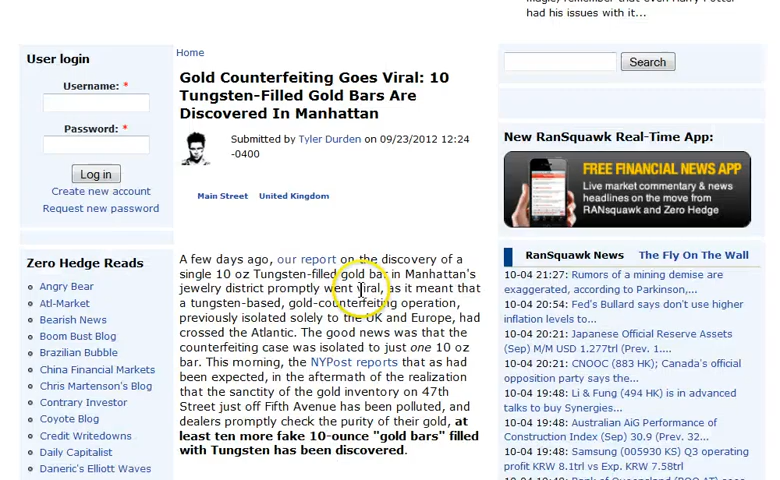 had his issues with it...
Home
User login
Username: *
Password: *
Log in
Create new account
Request new password
Gold Counterfeiting Goes Viral: 10
Tungsten-Filled Gold Bars Are
Discovered In Manhattan
Submitted by Tyler Durden on 09/23/2012 12:24
-0400
Main Street United Kingdom
A few days ago, our report on the discovery of a
single 10 oz Tungsten-filled gold bar in Manhattan's
jewelry district promptly went viral, as it meant that
a tungsten-based, gold-counterfeiting operation,
previously isolated solely to the UK and Europe, had
crossed the Atlantic. The good news was that the
counterfeiting case was isolated to just one 10 oz
bar. This morning, the NYPost reports that as had
been expected, in the aftermath of the realization
that the sanctity of the gold inventory on 47th
Street just off Fifth Avenue has been polluted, and
dealers promptly check the purity of their gold, at
least ten more fake 10-ounce "gold bars" filled
with Tungsten has been discovered.
Zero Hedge Reads
Angry Bear
Atl-Market
Bearish News
Boom Bust Blog
Brazilian Bubble
China Financial Markets
Chris Martenson's Blog
Contrary Investor
Coyote Blog
Credit Writedowns
Daily Capitalist
Daneric's Elliott Waves
Search
New RanSquawk Real-Time App:
FREE FINANCIAL NEWS APP
Live market commentary & news
headlines on the move from
RANsquawk and Zero Hedge
RanSquawk News The Fly On The Wall
10-04 21:27: Rumors of a mining demise are
exaggerated, according to Parkinson,...
10-04 20:54: Fed's Bullard says don't use higher
inflation levels to...
10-04 20:35: Japanese Official Reserve Assets
(Sep) M/M USD 1.277trl (Prev. 1....
10-04 20:00: CNOOC (883 HK); Canada's official
opposition party says the...
10-04 19:48: Li & Fung (494 HK) is in advanced
talks to buy Synergies...
10-04 19:48: Australian AiG Performance of
Construction Index (Sep) 30.9 (Prev. 32...
10-04 19:48: Samsung (005930 KS) Q3 operating
profit KRW 8.1trl vs Exp. KRW 7.58trl